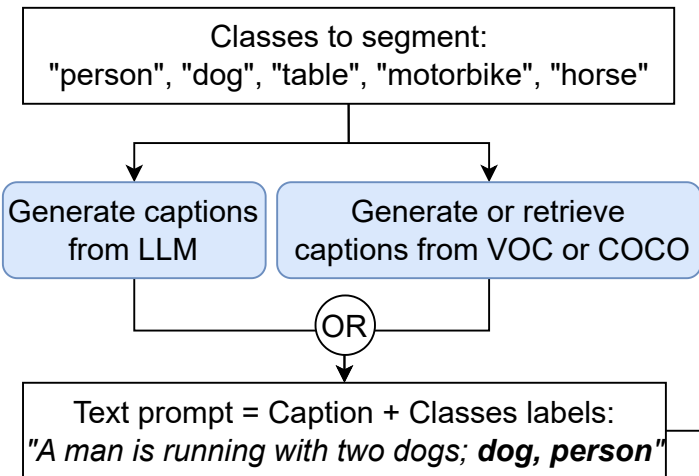 Classes to segment:
"person", "dog", "table", "motorbike", "horse"
Generate captions
from LLM
Generate or retrieve
captions from VOC or COCO
OR
Text prompt = Caption + Classes labels:
"A man is running with two dogs; dog, person"